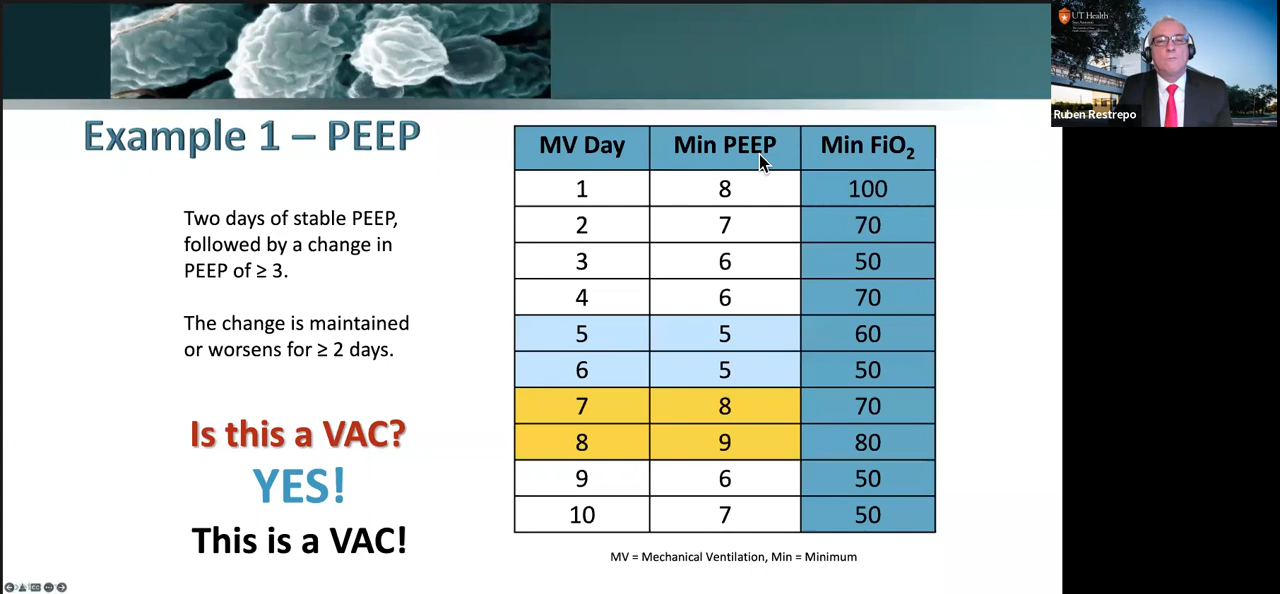 UT Health
San Antonio
Ruben Restrepo
Example 1 – PEEP
Two days of stable PEEP,
followed by a change in
PEEP of ≥ 3.
The change is maintained
or worsens for ≥ 2 days.
Is this a VAC?
YES!
This is a VAC!
MV Day Min PEEP Min FiO₂
1 8 100
2 7 70
3 6 50
4 6 70
5 5 60
6 5 50
7 8 70
8 9 80
9 6 50
10 7 50
MV = Mechanical Ventilation, Min = Minimum